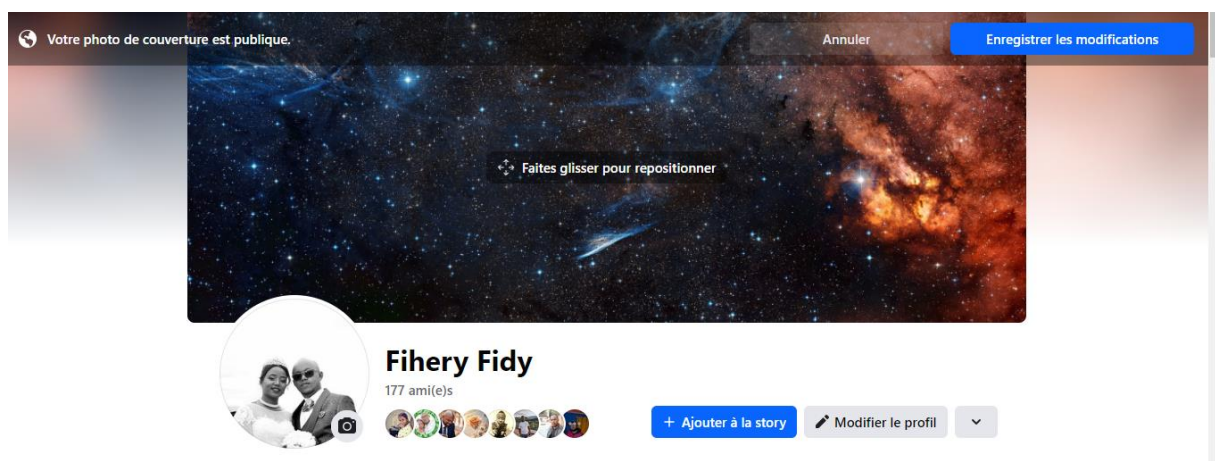 Votre photo de couverture est publique.
Annuler
Enregistrer les modifications
Faites glisser pour repositionner
Fihery Fidy
177 ami(e)s
+ Ajouter à la story
Modifier le profil